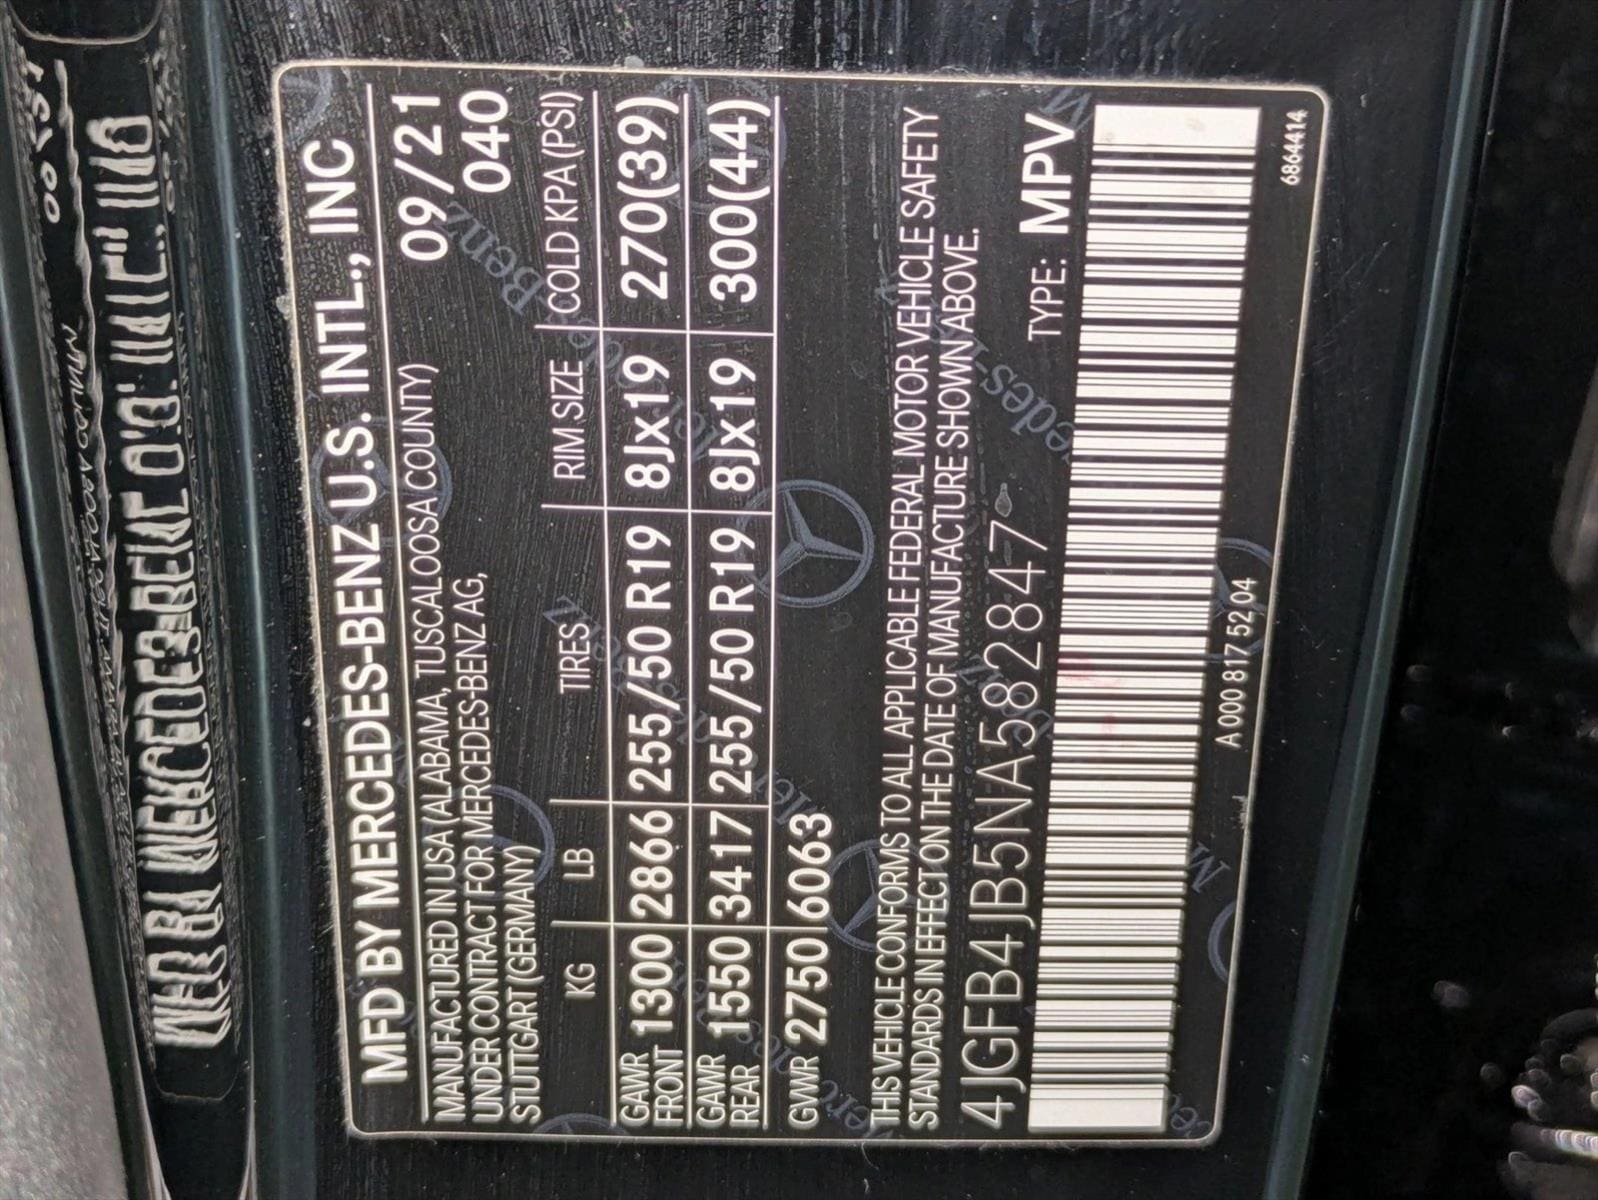 MFD BY MERCEDES-BENZ U.S. INTL., INC
MANUFACTURED IN USA (ALABAMA, TUSCALOOSA COUNTY) 09/21
UNDER CONTRACT FOR MERCEDES-BENZ AG, 040
STUTTGART (GERMANY)
KG LB TIRES RIM SIZE COLD KPA (PSI)
GAWR FRONT 1300 2866 255/50 R19 8Jx19 270(39)
GAWR REAR 1550 3417 255/50 R19 8Jx19 300(44)
GVWR 2750 6063
THIS VEHICLE CONFORMS TO ALL APPLICABLE FEDERAL MOTOR VEHICLE SAFETY
STANDARDS IN EFFECT ON THE DATE OF MANUFACTURE SHOWN ABOVE.
4JGFB4JB5NA582847 TYPE: MPV
A 000 817 52 04
6864414